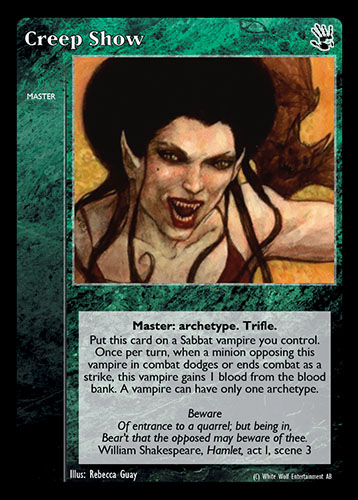 Creep Show
MASTER
Master: archetype. Trifle.
Put this card on a Sabbat vampire you control.
Once per turn, when a minion opposing this
vampire in combat dodges or ends combat as a
strike, this vampire gains 1 blood from the blood
bank. A vampire can have only one archetype.
Beware
Of entrance to a quarrel; but being in,
Bear't that the opposed may beware of thee.
William Shakespeare, Hamlet, act I, scene 3
Illus: Rebecca Guay
(C) White Wolf Entertainment AB